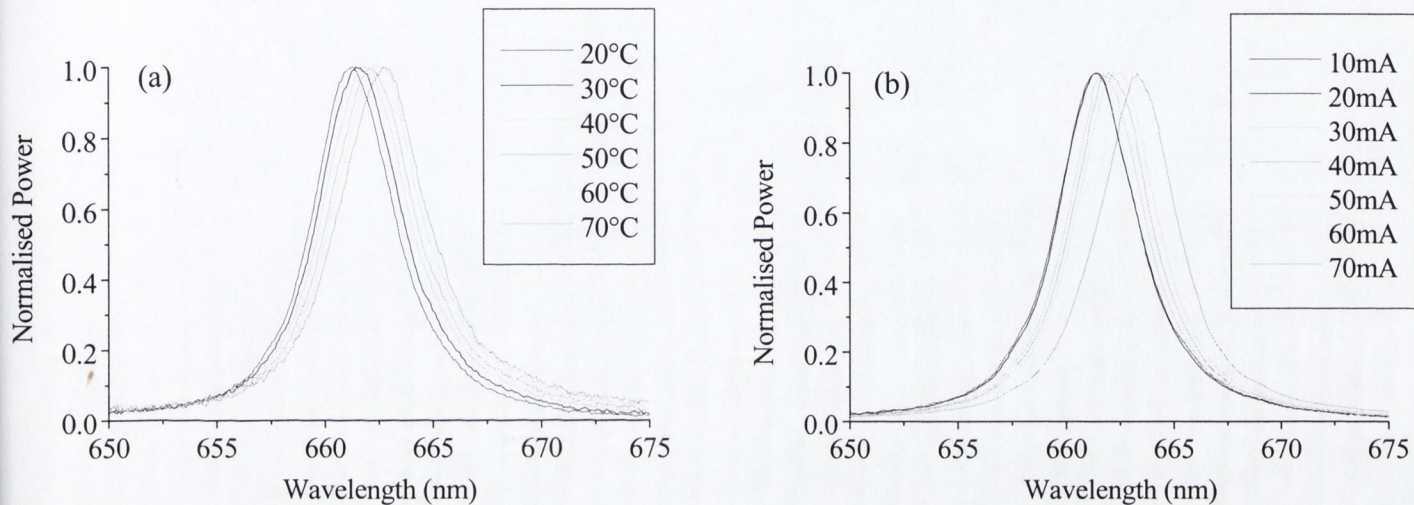 (a)
20°C
30°C
40°C
50°C
60°C
70°C
1.0
0.8
0.6
0.4
0.2
0.0
Normalised Power
650 655 660 665 670 675
Wavelength (nm)
(b)
10mA
20mA
30mA
40mA
50mA
60mA
70mA
1.0
0.8
0.6
0.4
0.2
0.0
Normalised Power
650 655 660 665 670 675
Wavelength (nm)